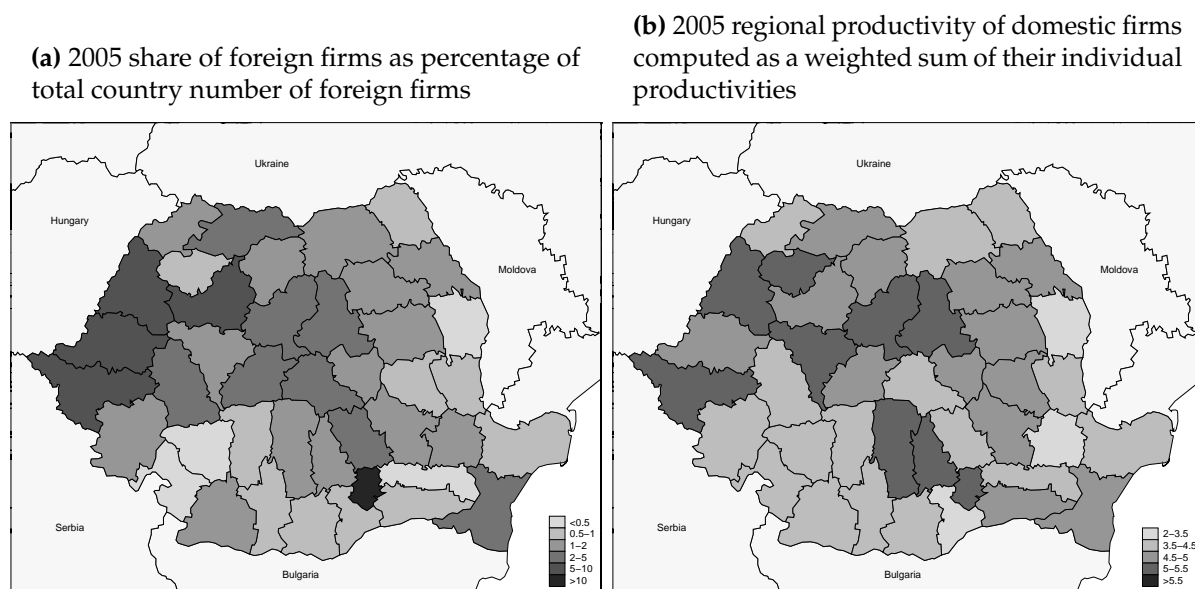 (a) 2005 share of foreign firms as percentage of
total country number of foreign firms
Ukraine
Hungary
Moldova
Serbia
Bulgaria
<0.5
0.5–1
1–2
2–5
5–10
>10
(b) 2005 regional productivity of domestic firms
computed as a weighted sum of their individual
productivities
Ukraine
Hungary
Moldova
Serbia
Bulgaria
2–3.5
3.5–4.5
4.5–5
5–5.5
>5.5